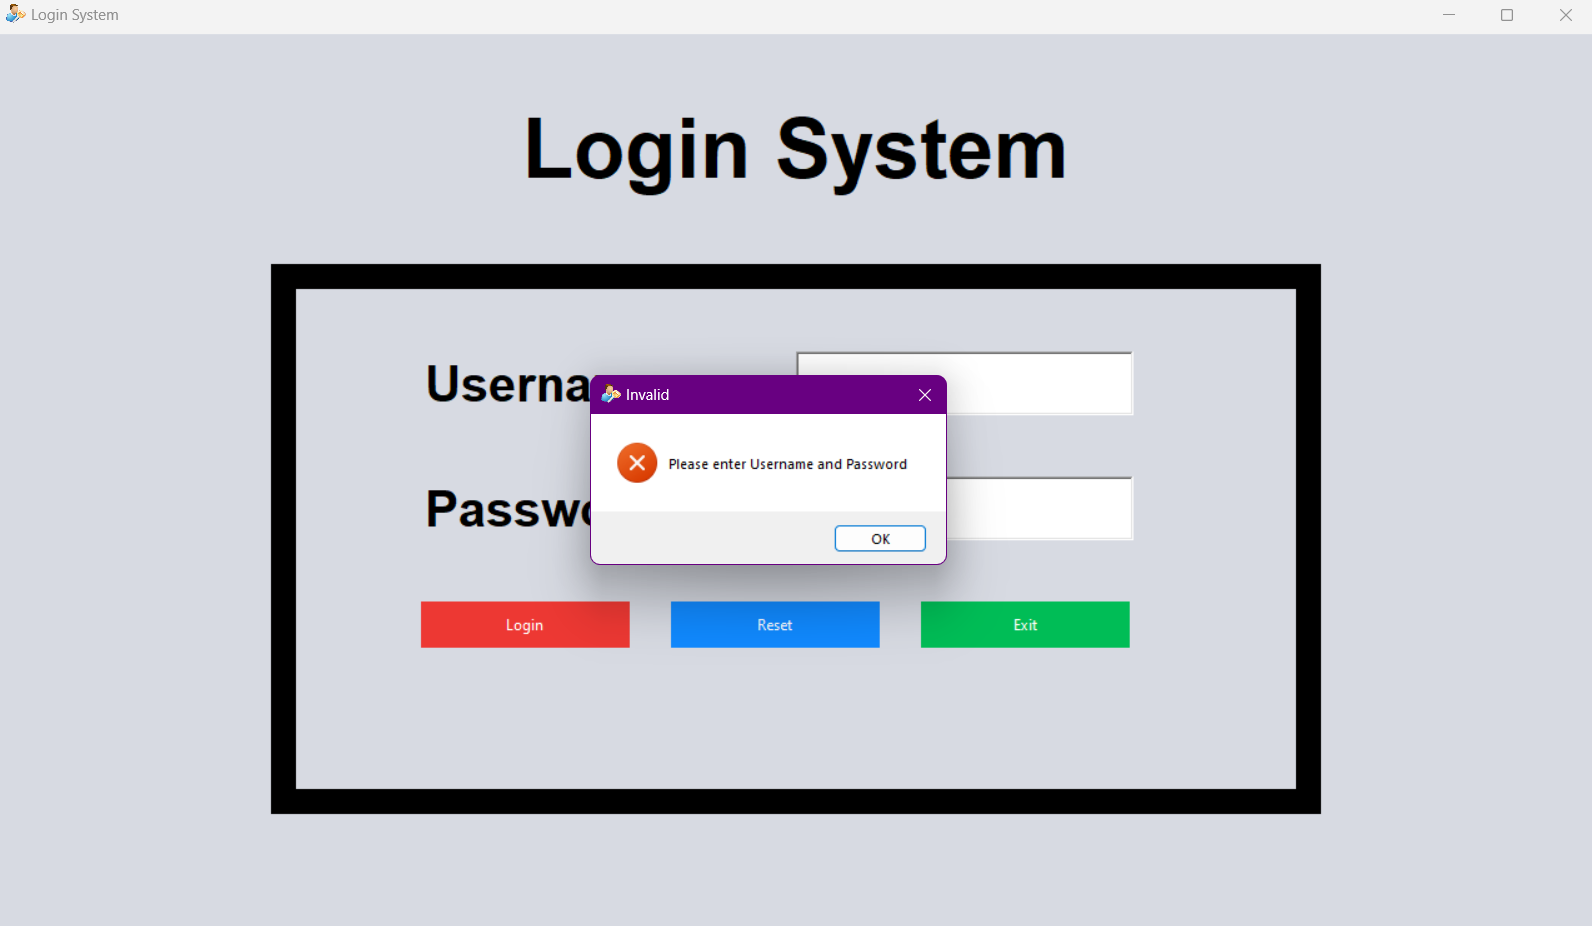 Login System
Login System
Userna
Invalid
Please enter Username and Password
OK
Passw
Login
Reset
Exit